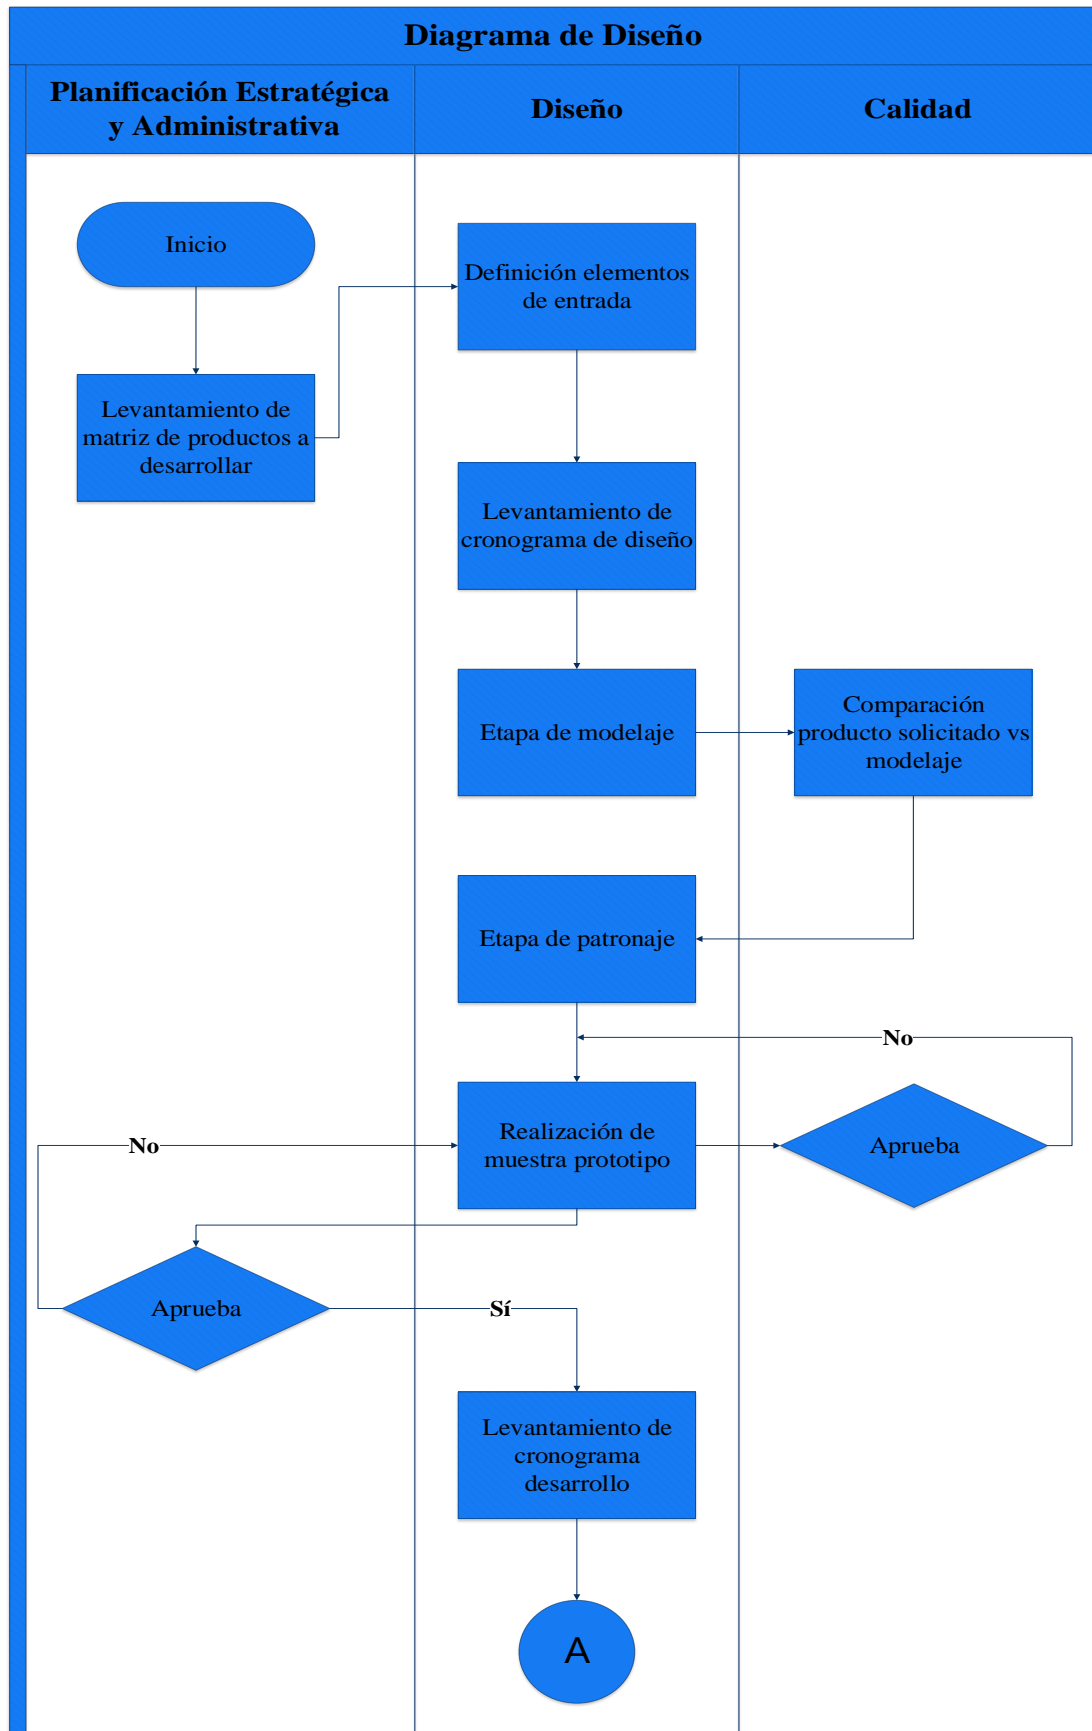 Diagrama de Diseño
Planificación Estratégica
y Administrativa
Diseño
Calidad
Inicio
Definición elementos
de entrada
Levantamiento de
matriz de productos a
desarrollar
Levantamiento de
cronograma de diseño
Etapa de modelaje
Comparación
producto solicitado vs
modelaje
Etapa de patronaje
No
Realización de
muestra prototipo
Aprueba
No
Aprueba
Sí
Levantamiento de
cronograma
desarrollo
A